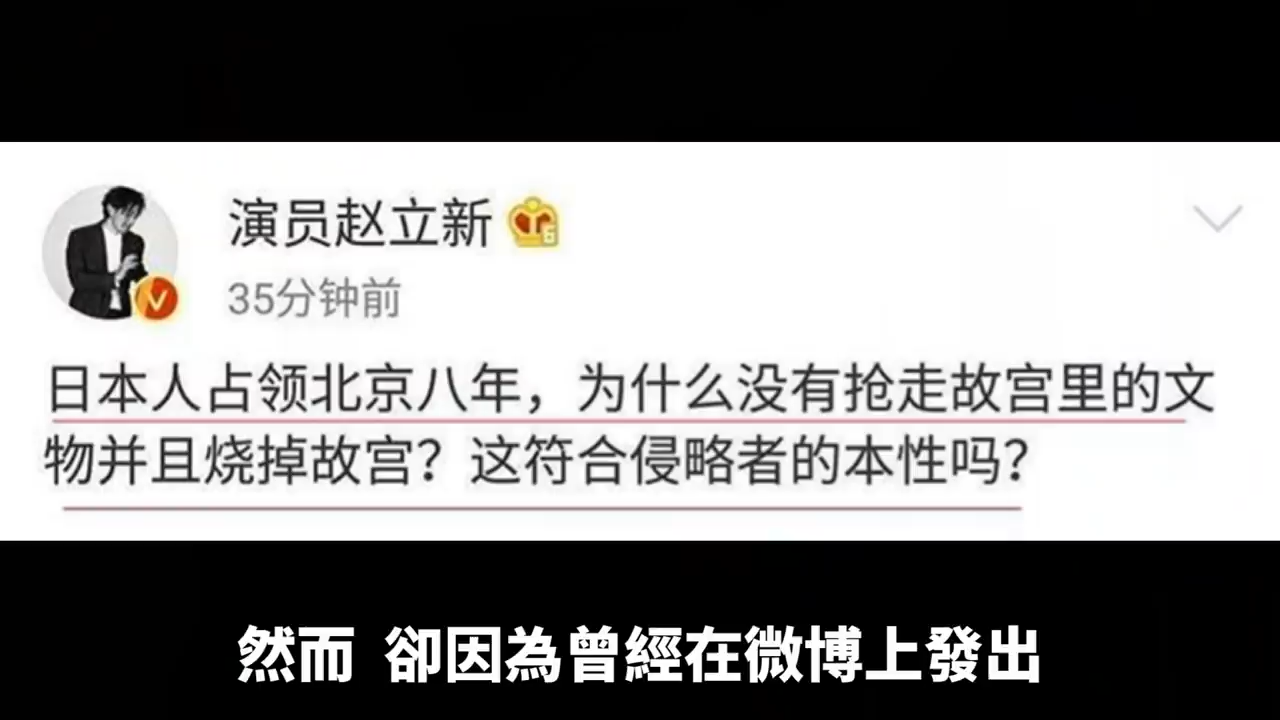 演员赵立新
35分钟前
日本人占领北京八年，为什么没有抢走故宫里的文
物并且烧掉故宫？这符合侵略者的本性吗？
然而 卻因為曾經在微博上發出